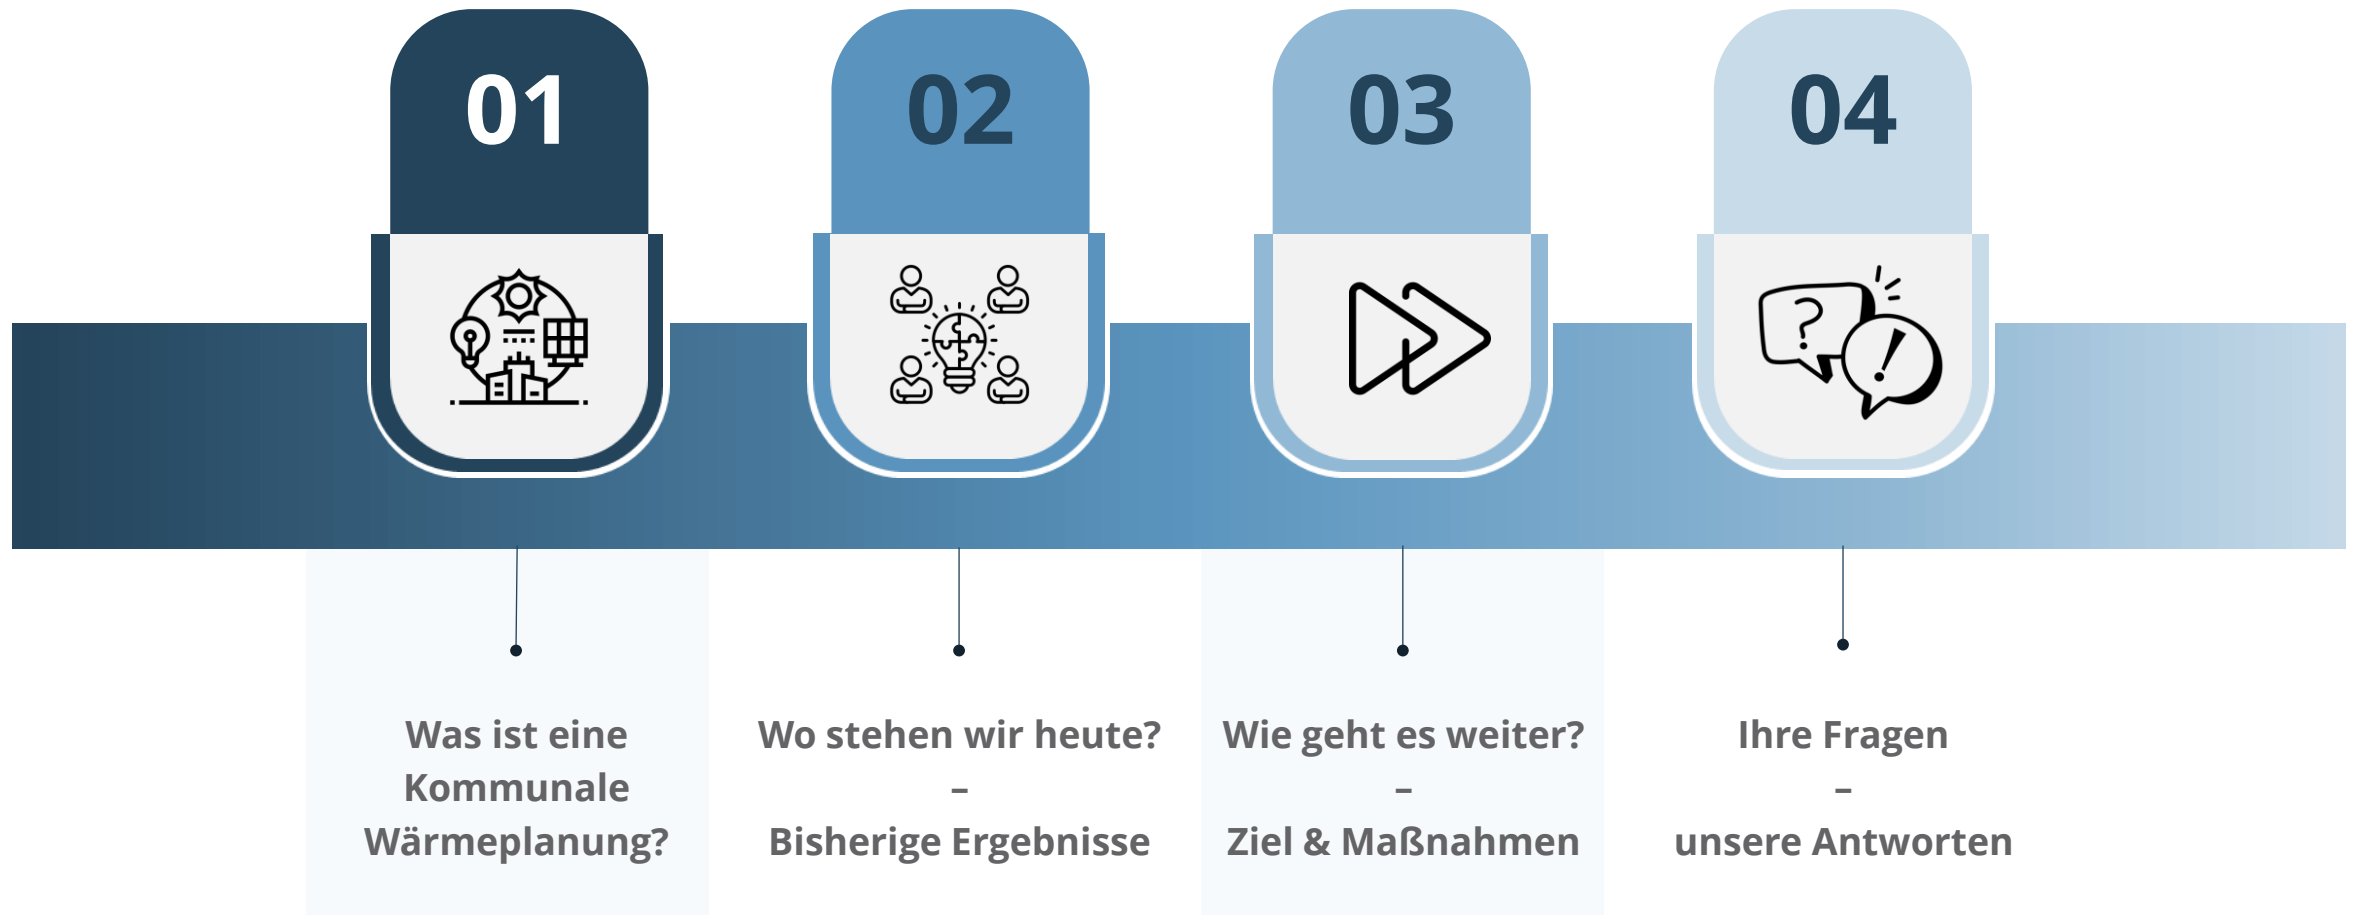 01
02
03
04
Was ist eine
Kommunale
Wärmeplanung?
Wo stehen wir heute?
–
Bisherige Ergebnisse
Wie geht es weiter?
–
Ziel & Maßnahmen
Ihre Fragen
–
unsere Antworten